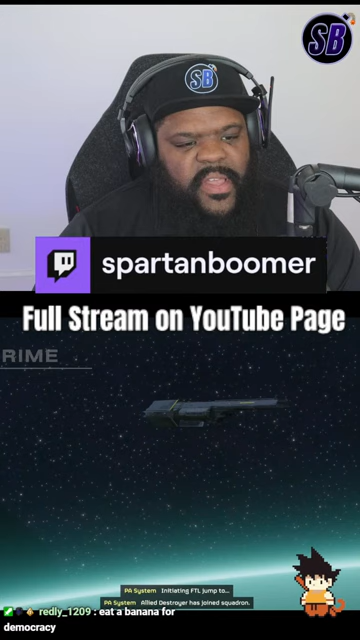 SB
SB
spartanboomer
Full Stream on YouTube Page
RIME
PA System Initiating FTL jump to...
PA System Allied Destroyer has joined squadron.
redly_1209 : eat a banana for
democracy